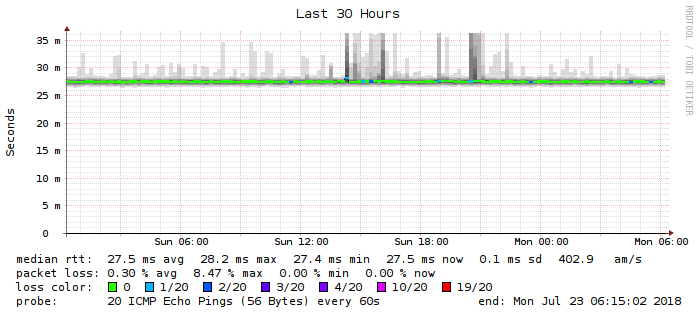 Last 30 Hours
RRDTOOL / TOBI OETIKER
Seconds
35 m
30 m
25 m
20 m
15 m
10 m
5 m
0
Sun 06:00 Sun 12:00 Sun 18:00 Mon 00:00 Mon 06:00
median rtt: 27.5 ms avg 28.2 ms max 27.4 ms min 27.5 ms now 0.1 ms sd 402.9 am/s
packet loss: 0.30 % avg 8.47 % max 0.00 % min 0.00 % now
loss color: 0 1/20 2/20 3/20 4/20 10/20 19/20
probe: 20 ICMP Echo Pings (56 Bytes) every 60s end: Mon Jul 23 06:15:02 2018